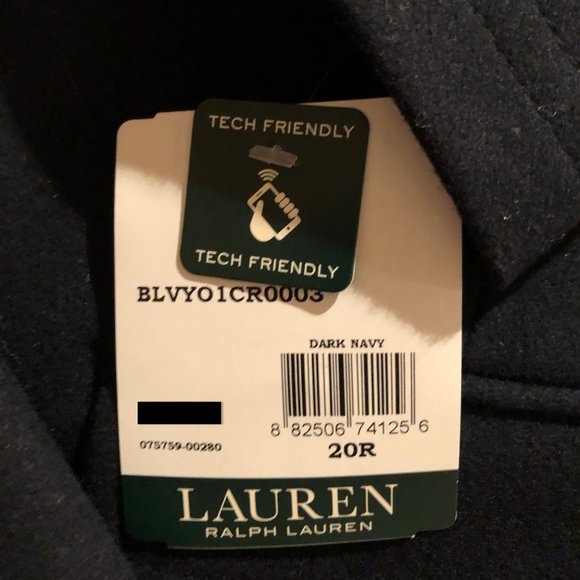 TECH FRIENDLY
TECH FRIENDLY
BLVYO1CR0003
DARK NAVY
8 82506 74125 6
075759-00280
20R
LAUREN
RALPH LAUREN